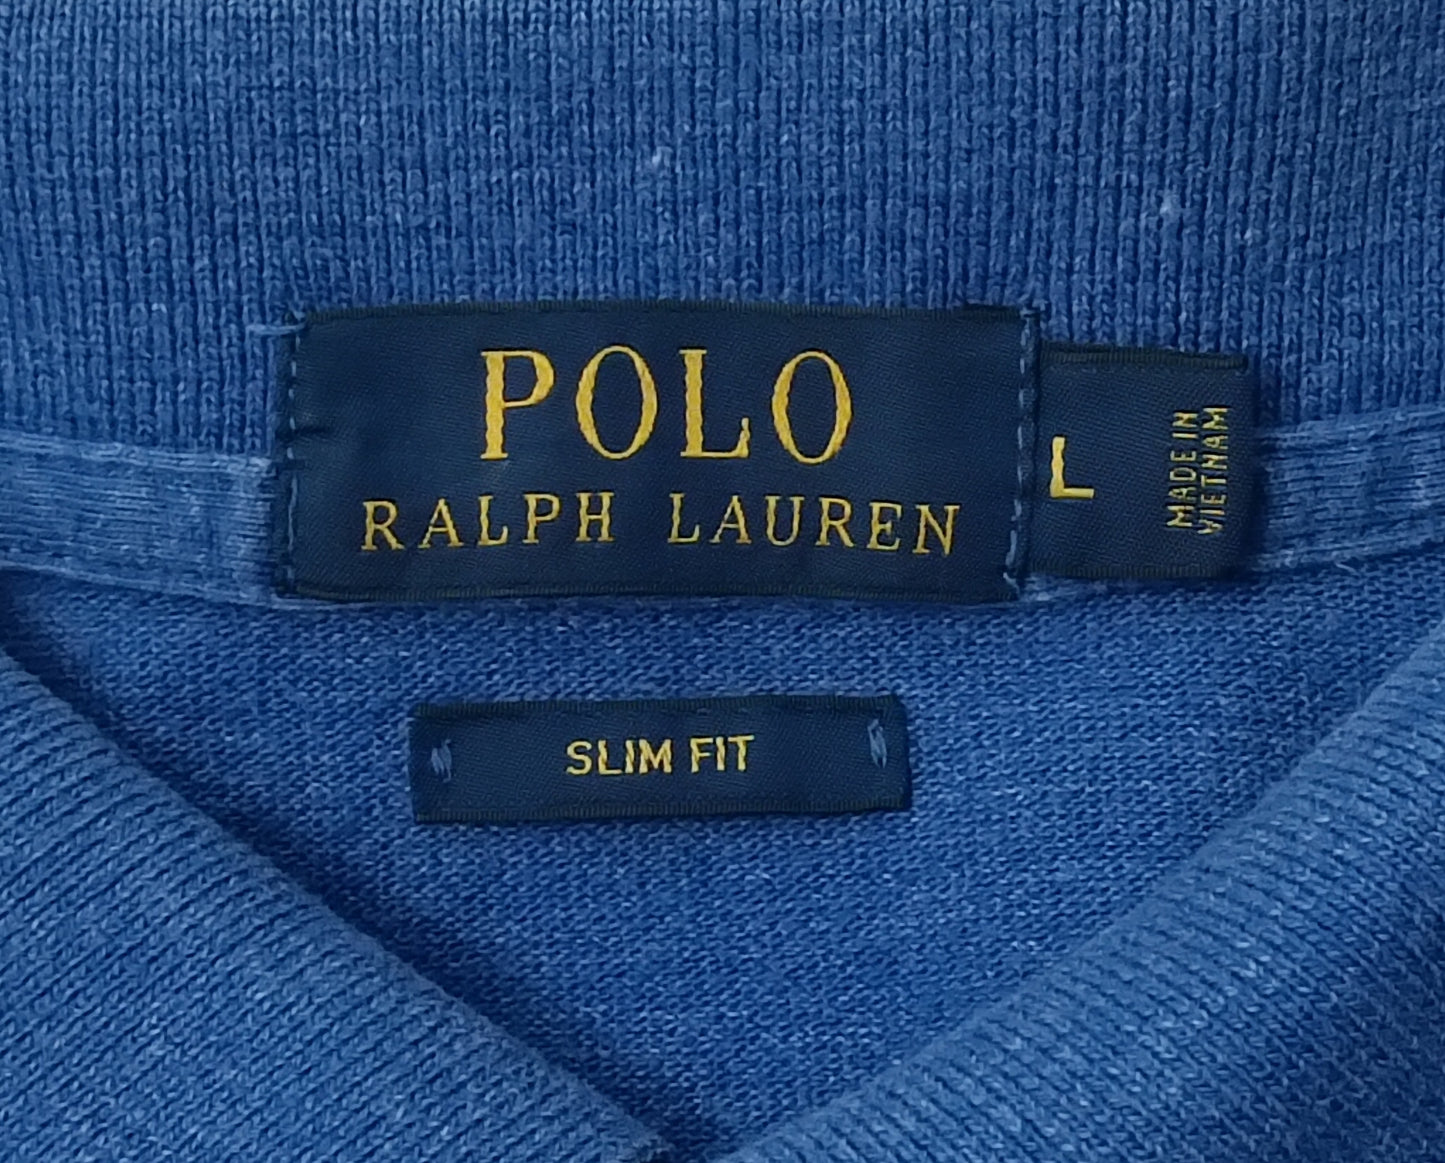 POLO
RALPH LAUREN
L
MADE IN
VIETNAM
SLIM FIT